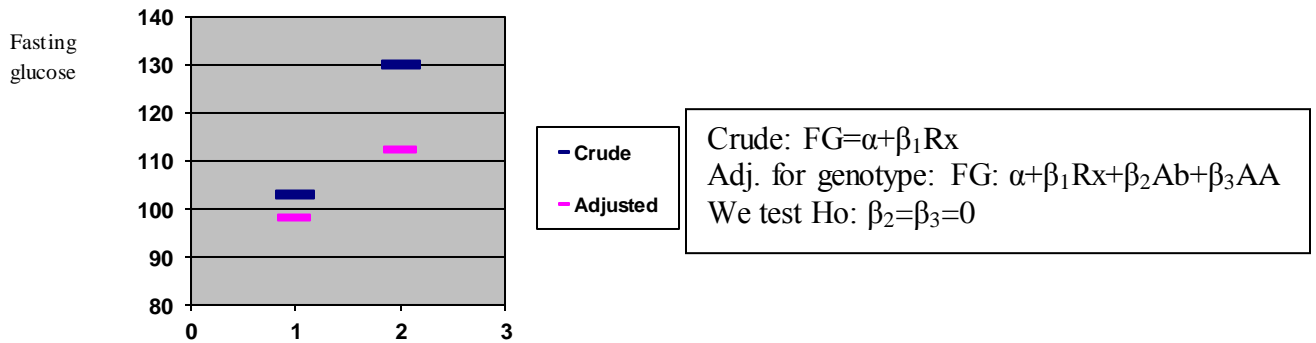 Fasting
glucose
140
130
120
110
100
90
80
0 1 2 3
Crude
Adjusted
Crude: FG=α+β₁Rx
Adj. for genotype: FG: α+β₁Rx+β₂Ab+β₃AA
We test Ho: β₂=β₃=0